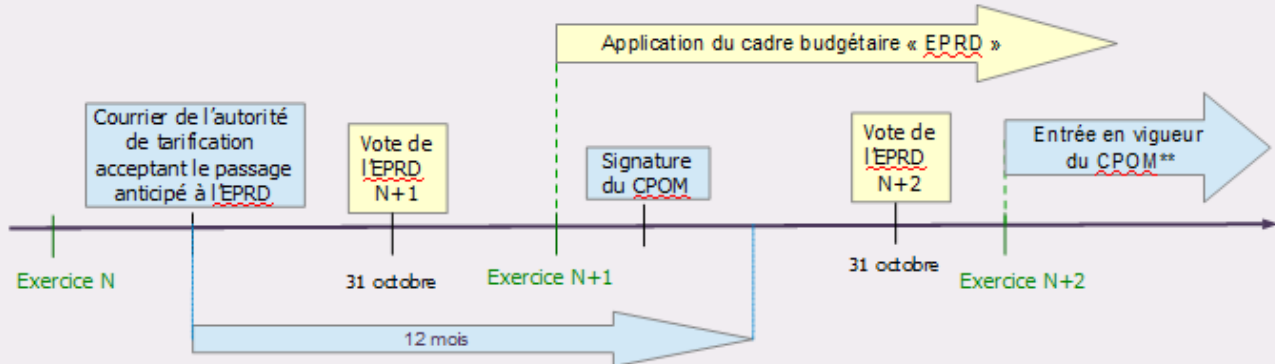 Application du cadre budgétaire « EPRD »
Courrier de l'autorité
de tarification
acceptant le passage
anticipé à l'EPRD
Vote de
l'EPRD
N+1
Signature
du CPOM
Vote de
l'EPRD
N+2
Entrée en vigueur
du CPOM**
Exercice N
31 octobre
Exercice N+1
31 octobre
Exercice N+2
12 mois